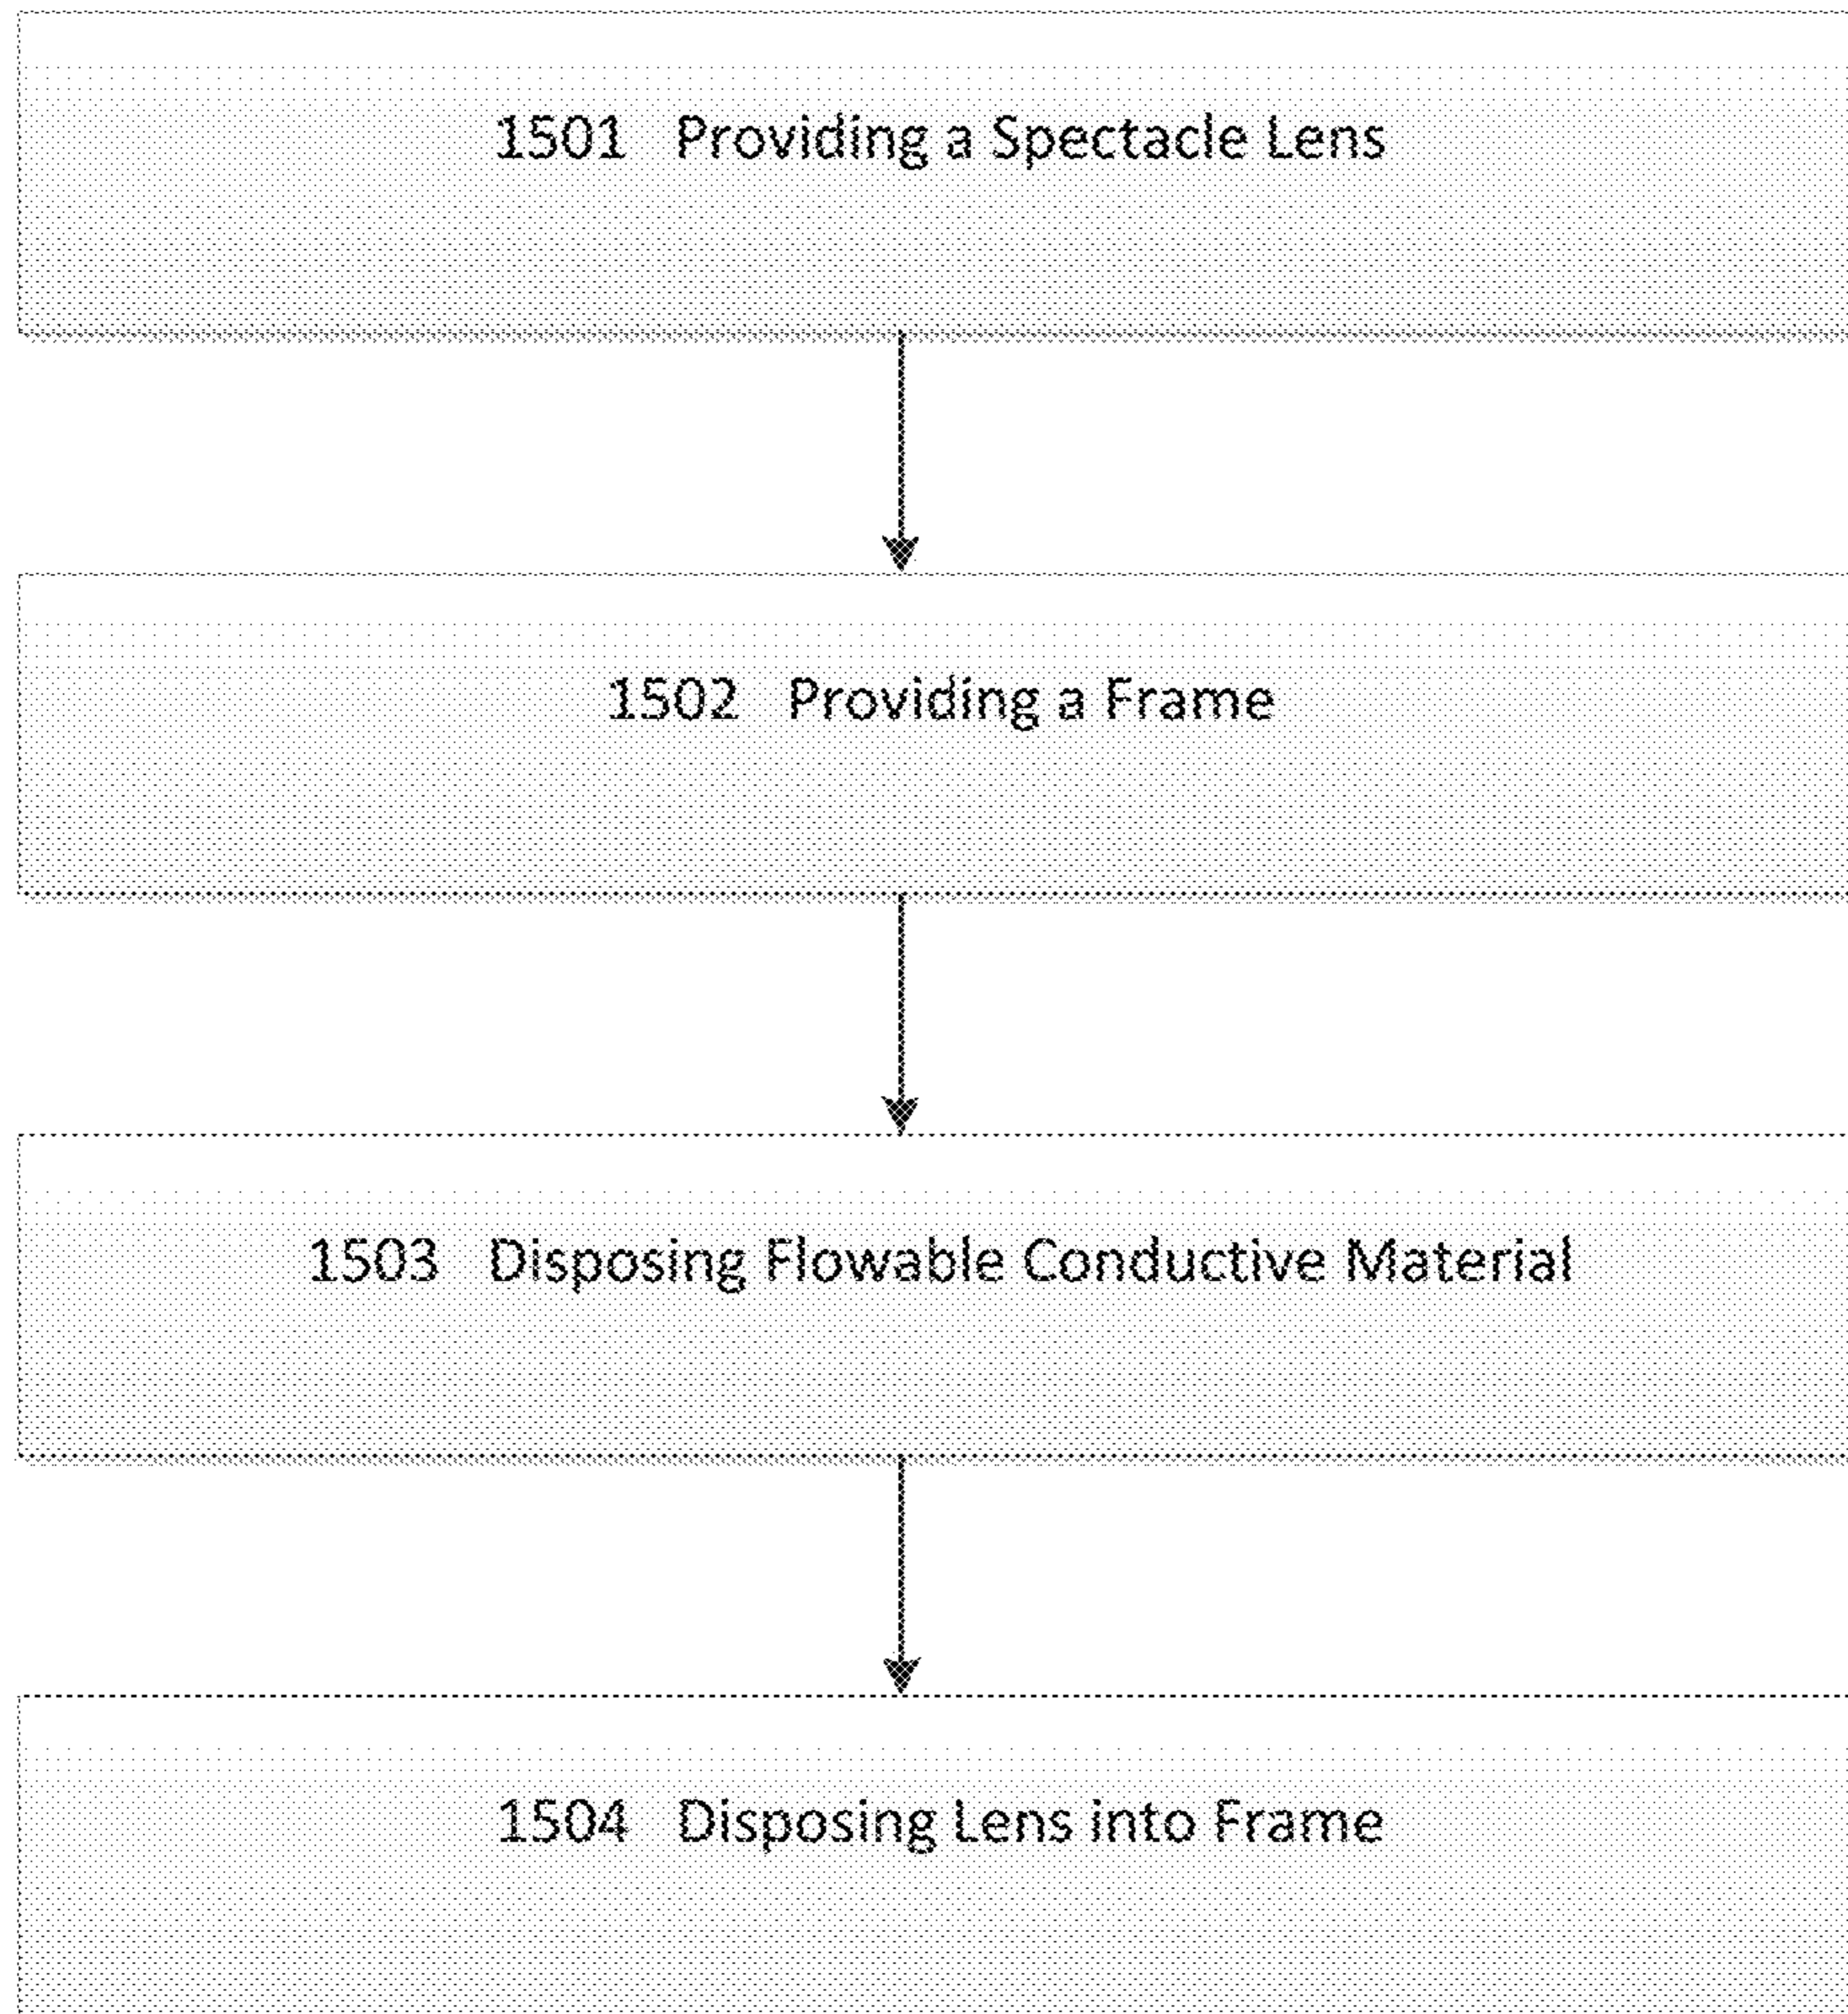 1501 Providing a Spectacle Lens
1502 Providing a Frame
1503 Disposing Flowable Conductive Material
1504 Disposing Lens into Frame